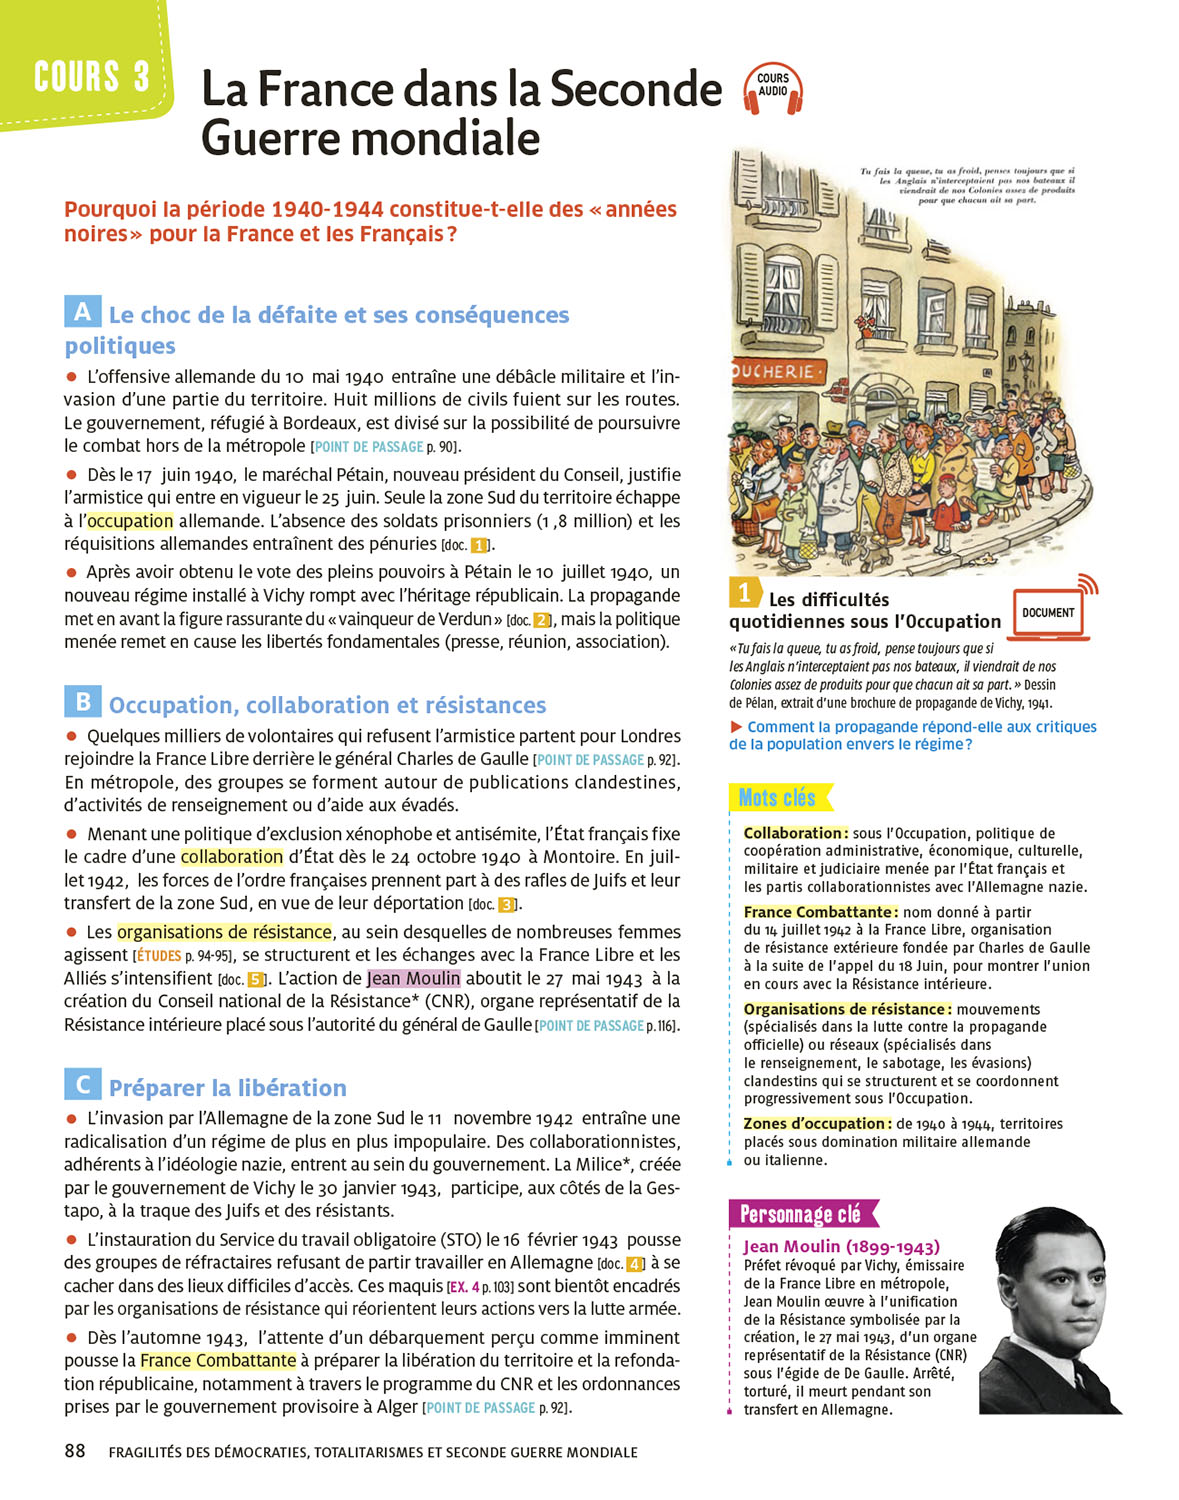 COURS 3
La France dans la Seconde
Guerre mondiale
COURS
AUDIO
Pourquoi la période 1940-1944 constitue-t-elle des « années
noires » pour la France et les Français ?
A Le choc de la défaite et ses conséquences
politiques
• L'offensive allemande du 10 mai 1940 entraîne une débâcle militaire et l'in-
vasion d'une partie du territoire. Huit millions de civils fuient sur les routes.
Le gouvernement, réfugié à Bordeaux, est divisé sur la possibilité de poursuivre
le combat hors de la métropole [POINT DE PASSAGE p. 90].
• Dès le 17 juin 1940, le maréchal Pétain, nouveau président du Conseil, justifie
l'armistice qui entre en vigueur le 25 juin. Seule la zone Sud du territoire échappe
à l'occupation allemande. L'absence des soldats prisonniers (1 ,8 million) et les
réquisitions allemandes entraînent des pénuries [doc. 1].
• Après avoir obtenu le vote des pleins pouvoirs à Pétain le 10 juillet 1940, un
nouveau régime installé à Vichy rompt avec l'héritage républicain. La propagande
met en avant la figure rassurante du « vainqueur de Verdun » [doc. 2], mais la politique
menée remet en cause les libertés fondamentales (presse, réunion, association).
B Occupation, collaboration et résistances
• Quelques milliers de volontaires qui refusent l'armistice partent pour Londres
rejoindre la France Libre derrière le général Charles de Gaulle [POINT DE PASSAGE p. 92].
En métropole, des groupes se forment autour de publications clandestines,
d'activités de renseignement ou d'aide aux évadés.
• Menant une politique d'exclusion xénophobe et antisémite, l'État français fixe
le cadre d'une collaboration d'État dès le 24 octobre 1940 à Montoire. En juil-
let 1942, les forces de l'ordre françaises prennent part à des rafles de Juifs et leur
transfert de la zone Sud, en vue de leur déportation [doc. 3].
• Les organisations de résistance, au sein desquelles de nombreuses femmes
agissent [ÉTUDES p. 94-95], se structurent et les échanges avec la France Libre et les
Alliés s'intensifient [doc. 5]. L'action de Jean Moulin aboutit le 27 mai 1943 à la
création du Conseil national de la Résistance* (CNR), organe représentatif de la
Résistance intérieure placé sous l'autorité du général de Gaulle [POINT DE PASSAGE p. 116].
C Préparer la libération
• L'invasion par l'Allemagne de la zone Sud le 11 novembre 1942 entraîne une
radicalisation d'un régime de plus en plus impopulaire. Des collaborationnistes,
adhérents à l'idéologie nazie, entrent au sein du gouvernement. La Milice*, créée
par le gouvernement de Vichy le 30 janvier 1943, participe, aux côtés de la Ges-
tapo, à la traque des Juifs et des résistants.
• L'instauration du Service du travail obligatoire (STO) le 16 février 1943 pousse
des groupes de réfractaires refusant de partir travailler en Allemagne [doc. 4] à se
cacher dans des lieux difficiles d'accès. Ces maquis [EX. 4 p. 103] sont bientôt encadrés
par les organisations de résistance qui réorientent leurs actions vers la lutte armée.
• Dès l'automne 1943, l'attente d'un débarquement perçu comme imminent
pousse la France Combattante à préparer la libération du territoire et la refonda-
tion républicaine, notamment à travers le programme du CNR et les ordonnances
prises par le gouvernement provisoire à Alger [POINT DE PASSAGE p. 92].
Tu fais la queue, tu as froid, penses toujours que si
les Anglais n'interceptaient pas nos bateaux il
viendrait de nos Colonies assez de produits
pour que chacun ait sa part.
OUCHERIE
1 Les difficultés
quotidiennes sous l'Occupation
DOCUMENT
« Tu fais la queue, tu as froid, pense toujours que si
les Anglais n'interceptaient pas nos bateaux, il viendrait de nos
Colonies assez de produits pour que chacun ait sa part. » Dessin
de Pélan, extrait d'une brochure de propagande de Vichy, 1941.
▶ Comment la propagande répond-elle aux critiques
de la population envers le régime ?
Mots clés
Collaboration : sous l'Occupation, politique de
coopération administrative, économique, culturelle,
militaire et judiciaire menée par l'État français et
les partis collaborationnistes avec l'Allemagne nazie.
France Combattante : nom donné à partir
du 14 juillet 1942 à la France Libre, organisation
de résistance extérieure fondée par Charles de Gaulle
à la suite de l'appel du 18 Juin, pour montrer l'union
en cours avec la Résistance intérieure.
Organisations de résistance : mouvements
(spécialisés dans la lutte contre la propagande
officielle) ou réseaux (spécialisés dans
le renseignement, le sabotage, les évasions)
clandestins qui se structurent et se coordonnent
progressivement sous l'Occupation.
Zones d'occupation : de 1940 à 1944, territoires
placés sous domination militaire allemande
ou italienne.
Personnage clé
Jean Moulin (1899-1943)
Préfet révoqué par Vichy, émissaire
de la France Libre en métropole,
Jean Moulin œuvre à l'unification
de la Résistance symbolisée par la
création, le 27 mai 1943, d'un organe
représentatif de la Résistance (CNR)
sous l'égide de De Gaulle. Arrêté,
torturé, il meurt pendant son
transfert en Allemagne.
88 FRAGILITÉS DES DÉMOCRATIES, TOTALITARISMES ET SECONDE GUERRE MONDIALE